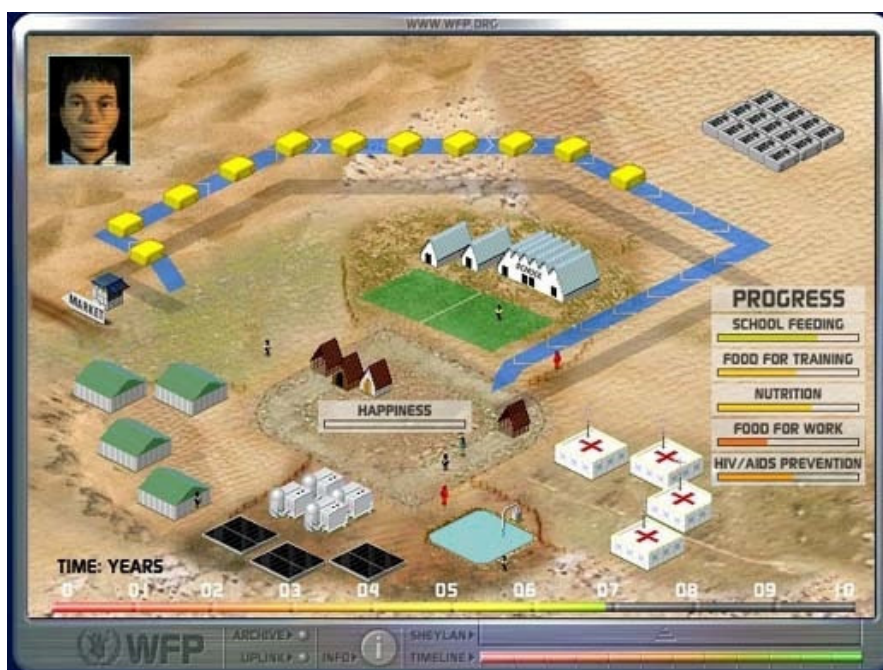 WWW.WFP.ORG
MARKET
SCHOOL
PROGRESS
SCHOOL FEEDING
FOOD FOR TRAINING
NUTRITION
FOOD FOR WORK
HIV/AIDS PREVENTION
HAPPINESS
TIME: YEARS
0 01 02 03 04 05 06 07 08 09 10
WFP
ARCHIVE
UPLINK
INFO
i
SHEYLAN
TIMELINE